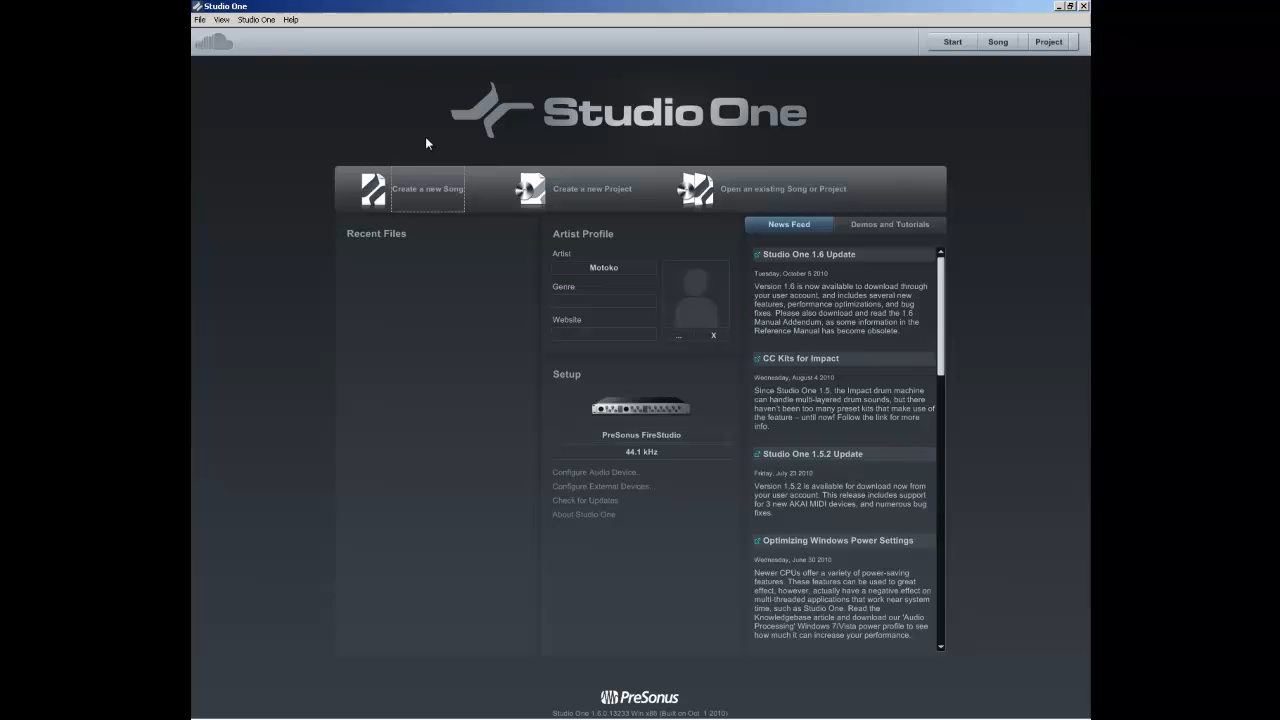 Studio One
File View Studio One Help
Start Song Project
Studio One
Create a new Song Create a new Project Open an existing Song or Project
Recent Files
Artist Profile
Artist
Motoko
Genre
Website
... X
Setup
PreSonus FireStudio
44.1 kHz
Configure Audio Device...
Configure External Devices...
Check for Updates
About Studio One
News Feed Demos and Tutorials
Studio One 1.6 Update
Tuesday, October 5 2010
Version 1.6 is now available to download through
your user account, and includes several new
features, performance optimizations, and bug
fixes. Please also download and read the 1.6
Manual Addendum, as some information in the
Reference Manual has become obsolete.
CC Kits for Impact
Wednesday, August 4 2010
Since Studio One 1.5, the Impact drum machine
can handle multi-layered drum sounds, but there
haven't been too many preset kits that make use of
the feature – until now! Follow the link for more
info.
Studio One 1.5.2 Update
Friday, July 23 2010
Version 1.5.2 is available for download now from
your user account. This release includes support
for 3 new AKAI MIDI devices, and numerous bug
fixes.
Optimizing Windows Power Settings
Wednesday, June 30 2010
Newer CPUs offer a variety of power-saving
features. These features can be used to great
effect, however, actually have a negative effect on
multi-threaded applications that work near system
time, such as Studio One. Read the
Knowledgebase article and download our 'Audio
Processing' Windows 7/Vista power profile to see
how much it can increase your performance.
PreSonus
Studio One 1.6.0.13233 Win x86 (Built on Oct 1 2010)